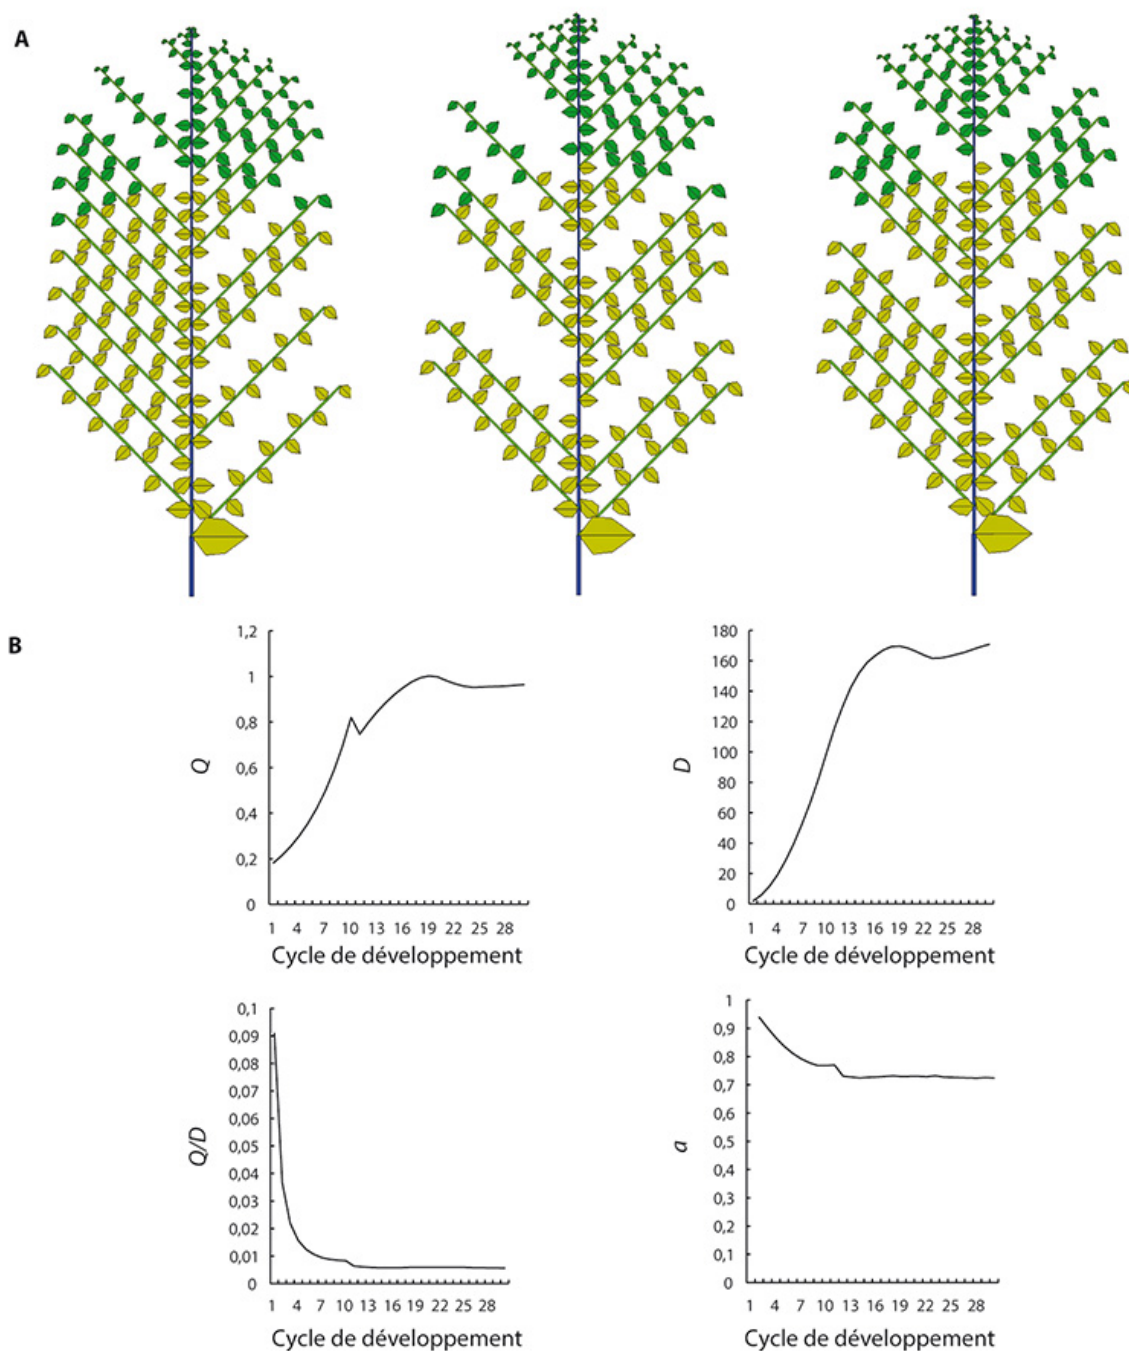 A
B
1,2
1
0,8
0,6
0,4
0,2
0
Q
1 4 7 10 13 16 19 22 25 28
Cycle de développement
180
160
140
120
100
80
60
40
20
0
D
1 4 7 10 13 16 19 22 25 28
Cycle de développement
0,1
0,09
0,08
0,07
0,06
0,05
0,04
0,03
0,02
0,01
0
Q/D
1 4 7 10 13 16 19 22 25 28
Cycle de développement
1
0,9
0,8
0,7
0,6
0,5
0,4
0,3
0,2
0,1
0
a
1 4 7 10 13 16 19 22 25 28
Cycle de développement